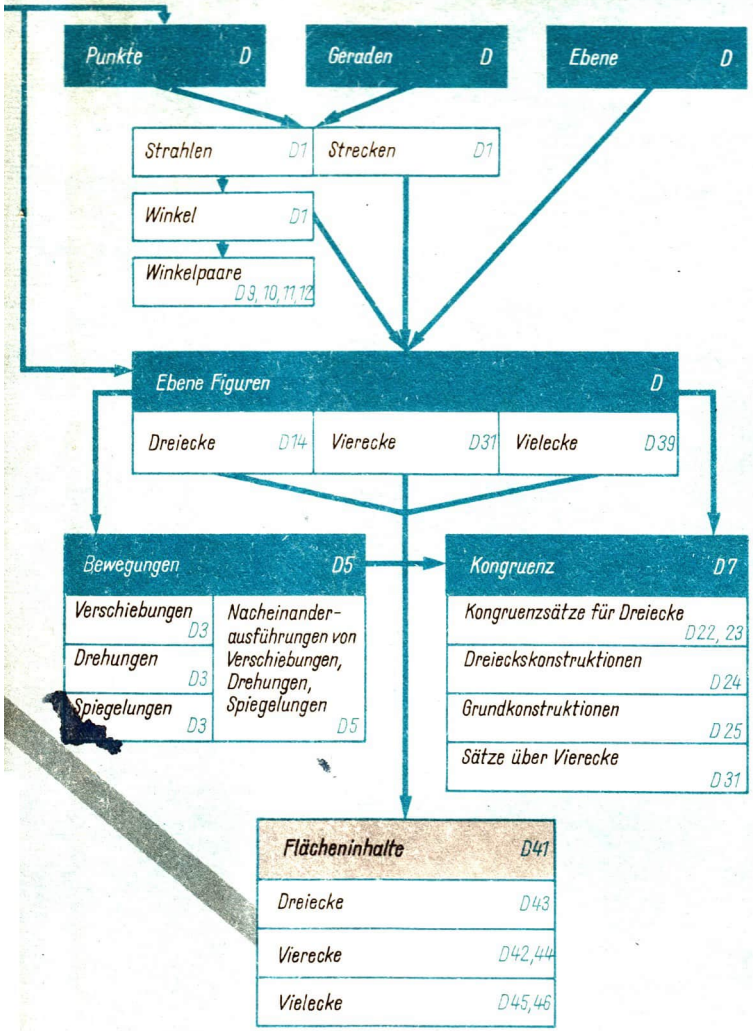 Punkte D
Geraden D
Ebene D
Strahlen D1
Strecken D1
Winkel D1
Winkelpaare
D9, 10, 11, 12
Ebene Figuren D
Dreiecke D14
Vierecke D31
Vielecke D39
Bewegungen D5
Verschiebungen
D3
Drehungen
D3
Spiegelungen
D3
Nacheinander-
ausführungen von
Verschiebungen,
Drehungen,
Spiegelungen
D5
Kongruenz D7
Kongruenzsätze für Dreiecke
D22, 23
Dreieckskonstruktionen
D24
Grundkonstruktionen
D25
Sätze über Vierecke
D31
Flächeninhalte D41
Dreiecke D43
Vierecke D42,44
Vielecke D45,46